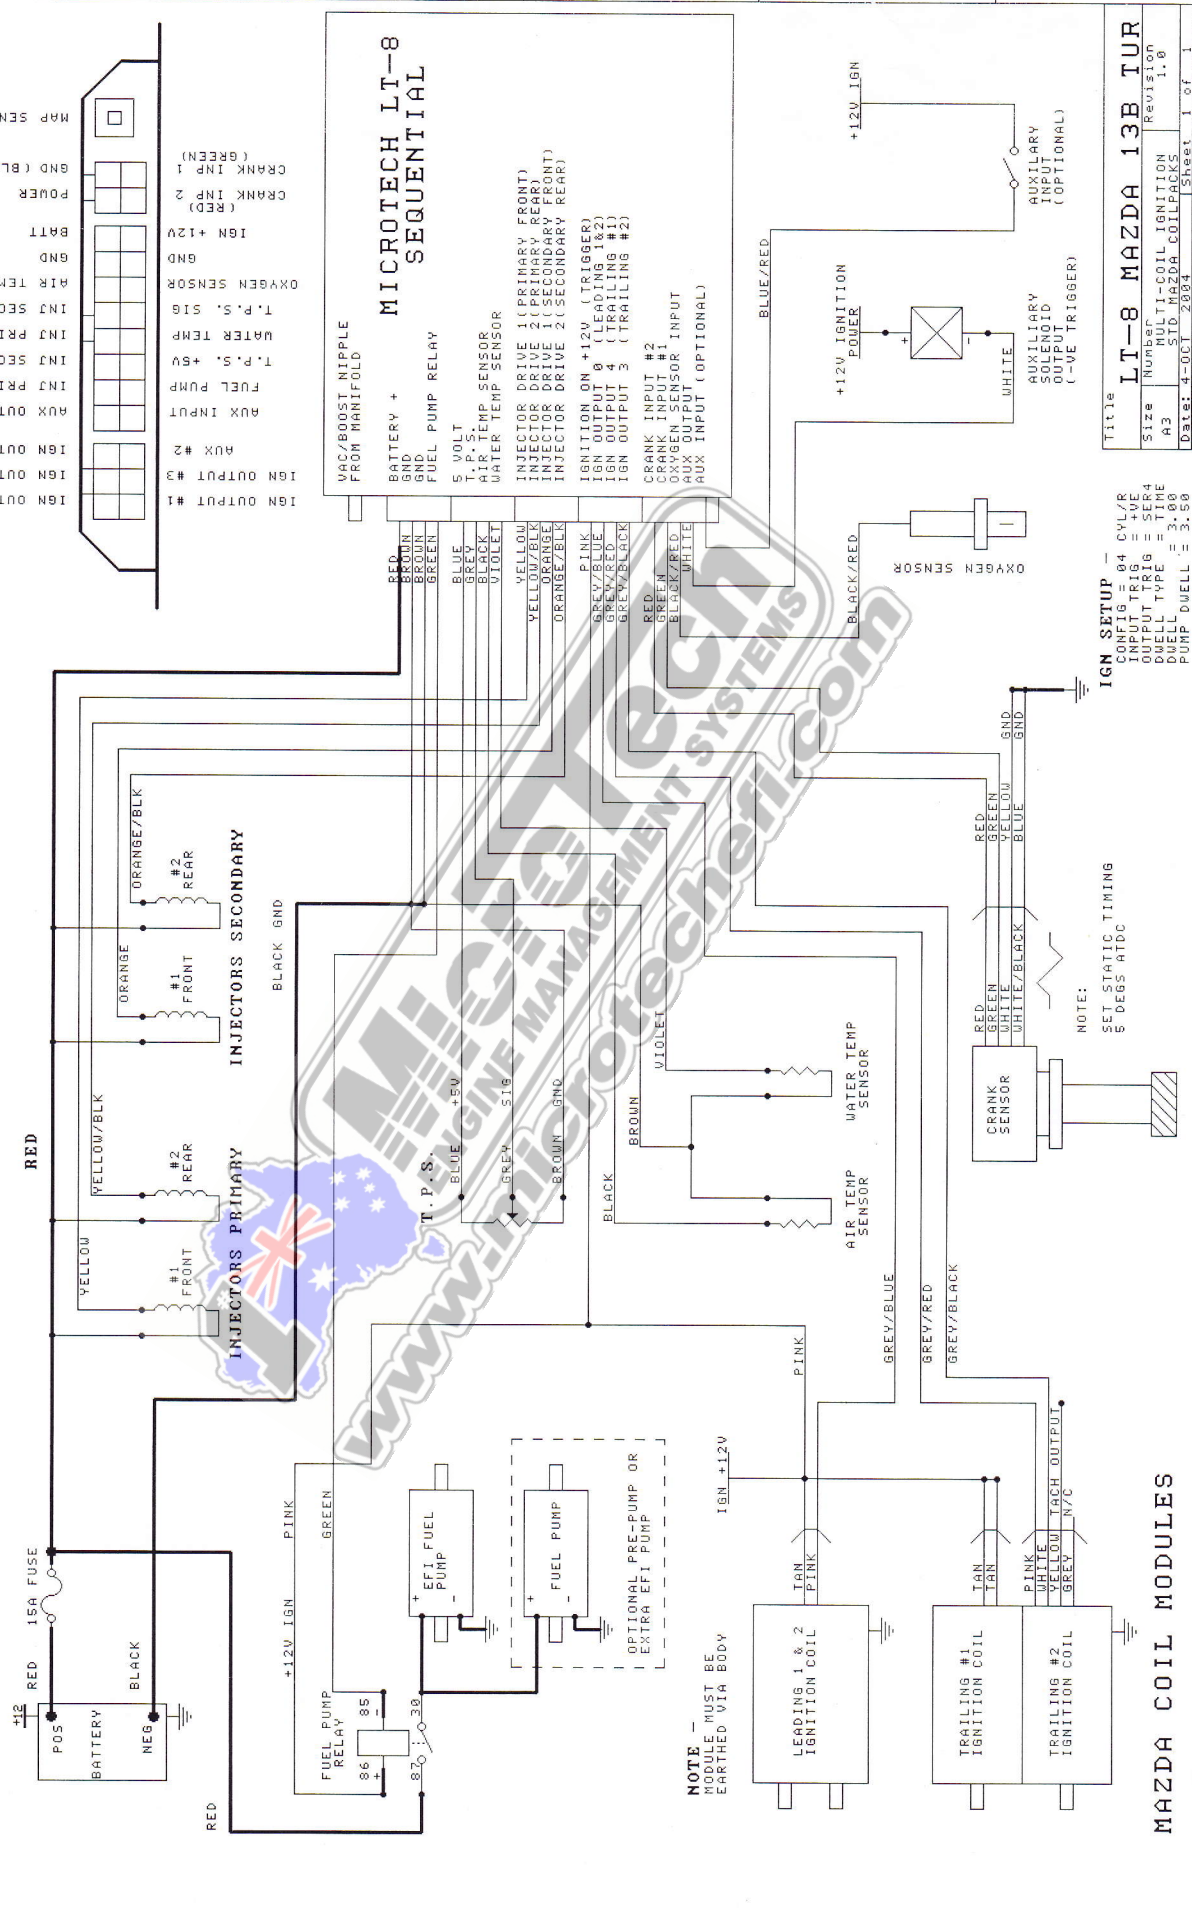 MAP SEN
GND (BL
POWER
BATT
GND
AIR TEM
INJ SEC
INJ PRI
INJ SEC
INJ PRI
AUX OUT
IGN OUT
IGN OUT
IGN OUT
CRANK INP 1
(GREEN)
CRANK INP 2
(RED)
IGN +12V
GND
OXYGEN SENSOR
T.P.S. SIG
WATER TEMP
T.P.S. +5V
FUEL PUMP
AUX INPUT
AUX #2
IGN OUTPUT #3
IGN OUTPUT #1
MICROTECH LT-8
SEQUENTIAL
VAC/BOOST NIPPLE
FROM MANIFOLD
BATTERY +
GND
GND
FUEL PUMP RELAY
5 VOLT
T.P.S.
AIR TEMP SENSOR
WATER TEMP SENSOR
INJECTOR DRIVE 1(PRIMARY FRONT)
INJECTOR DRIVE 2(PRIMARY REAR)
INJECTOR DRIVE 1(SECONDARY FRONT)
INJECTOR DRIVE 2(SECONDARY REAR)
IGNITION ON +12V (TRIGGER)
IGN OUTPUT 0 (LEADING 1&2)
IGN OUTPUT 4 (TRAILING #1)
IGN OUTPUT 3 (TRAILING #2)
CRANK INPUT #2
CRANK INPUT #1
OXYGEN SENSOR INPUT
AUX OUTPUT
AUX INPUT (OPTIONAL)
RED
BROWN
BROWN
GREEN
BLUE
GREY
BLACK
VIOLET
YELLOW
YELLOW/BLK
ORANGE
ORANGE/BLK
PINK
GREY/BLUE
GREY/RED
GREY/BLACK
RED
GREEN
BLACK/RED
WHITE
+12V IGN
AUXILARY
INPUT
(OPTIONAL)
BLUE/RED
+12V IGNITION
POWER
+
-
WHITE
AUXILIARY
SOLENOID
OUTPUT
(-VE TRIGGER)
BLACK/RED
OXYGEN SENSOR
Title
LT-8 MAZDA 13B TUR
Size
A3
Number
MULTI-COIL IGNITION
STD MAZDA COILPACKS
Revision
1.0
Date: 4-OCT 2004
Sheet 1 of 1
IGN SETUP -
CONFIG = 04 CYL/R
INPUT TRIG +VE
OUTPUT TRIG = SER4
DWELL TYPE = TIME
DWELL = 3.00
PUMP DWELL = 3.50
RED
ORANGE/BLK
#2
REAR
ORANGE
#1
FRONT
INJECTORS SECONDARY
YELLOW/BLK
#2
REAR
YELLOW
#1
FRONT
INJECTORS PRIMARY
BLACK GND
T.P.S.
BLUE +5V
GREY SIG
BROWN GND
VIOLET
BROWN
BLACK
WATER TEMP
SENSOR
AIR TEMP
SENSOR
GND
GND
RED
GREEN
YELLOW
BLUE
RED
GREEN
WHITE
WHITE/BLACK
CRANK
SENSOR
NOTE:
SET STATIC TIMING
5 DEGS ATDC
MicroTech
ENGINE MANAGEMENT SYSTEMS
www.microtechefi.com
GREY/BLUE
GREY/RED
GREY/BLACK
PINK
IGN +12V
+12
POS
NEG
BATTERY
RED
15A FUSE
BLACK
RED
+12V IGN
PINK
GREEN
FUEL PUMP
RELAY
86
85
+
-
87
30
EFI FUEL
PUMP
+
-
FUEL PUMP
+
-
OPTIONAL PRE-PUMP OR
EXTRA EFI PUMP
NOTE -
MODULE MUST BE
EARTHED VIA BODY
LEADING 1 & 2
IGNITION COIL
TAN
PINK
TRAILING #1
IGNITION COIL
TAN
TAN
TRAILING #2
IGNITION COIL
PINK
WHITE
YELLOW TACH OUTPUT
GREY N/C
MAZDA COIL MODULES